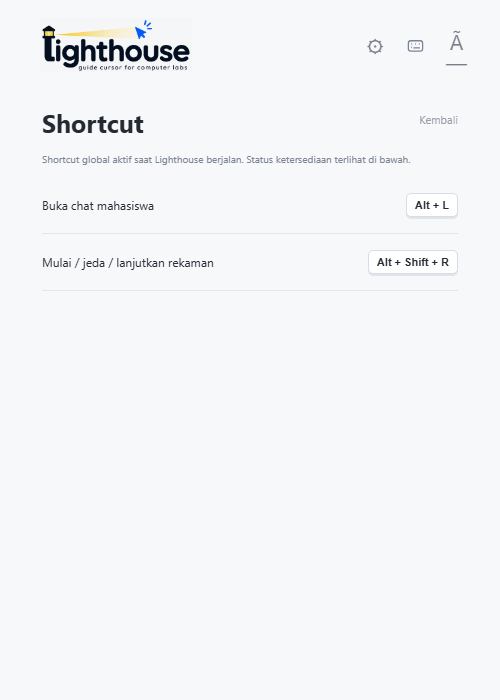 Lighthouse
guide cursor for computer labs
Ã
Shortcut
Kembali
Shortcut global aktif saat Lighthouse berjalan. Status ketersediaan terlihat di bawah.
Buka chat mahasiswa
Alt + L
Mulai / jeda / lanjutkan rekaman
Alt + Shift + R